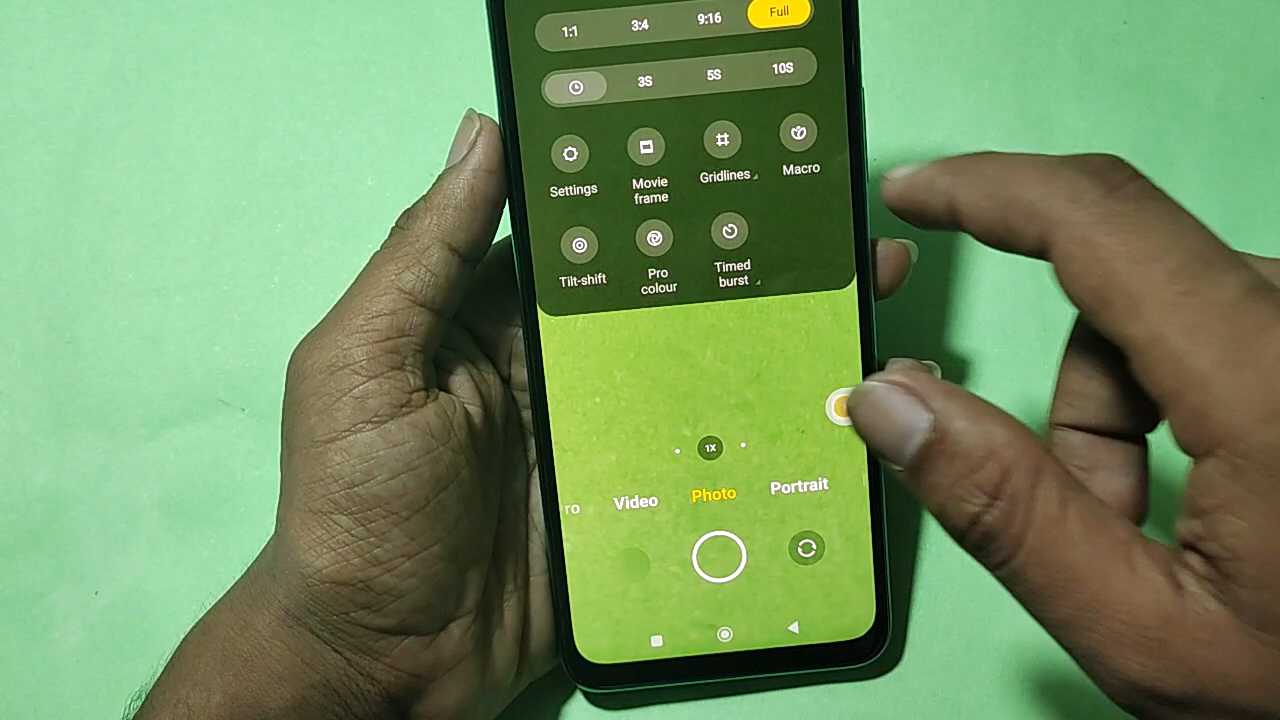 1:1 3:4 9:16 Full
3S 5S 10S
Settings Movie frame Gridlines Macro
Tilt-shift Pro colour Timed burst
1X
ro Video Photo Portrait